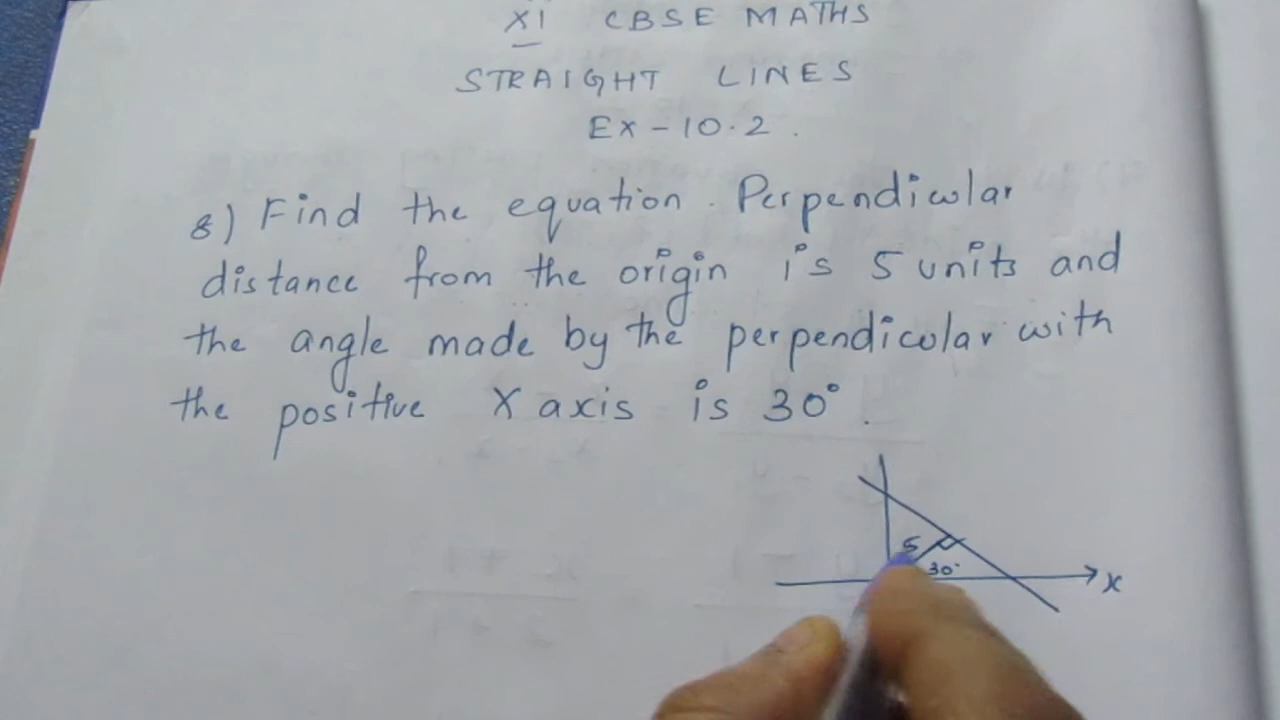 XI CBSE MATHS
STRAIGHT LINES
EX-10.2.
8) Find the equation. Perpendicular
distance from the origin is 5 units and
the angle made by the perpendicular with
the positive X axis is 30°.
5
30°
X